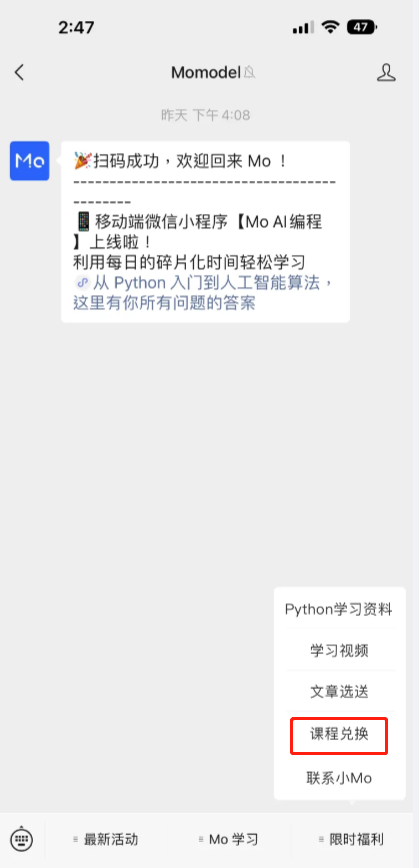 2:47
47
Momodel
昨天 下午4:08
Mo
🎉扫码成功，欢迎回来 Mo ！
------------------------------------
--------
📱移动端微信小程序【Mo AI编程
】上线啦！
利用每日的碎片化时间轻松学习
从 Python 入门到人工智能算法，
这里有你所有问题的答案
Python学习资料
学习视频
文章选送
课程兑换
联系小Mo
最新活动
Mo 学习
限时福利